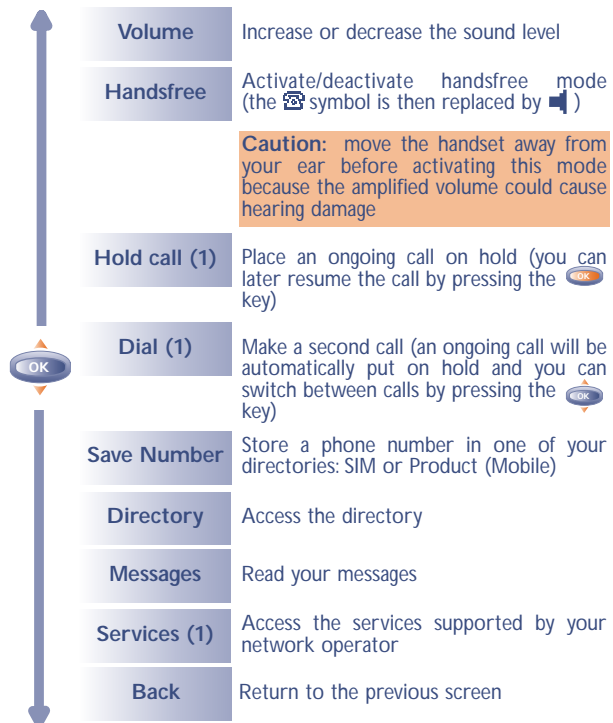 Volume
Increase or decrease the sound level
Handsfree
Activate/deactivate handsfree mode
(the symbol is then replaced by )
Caution: move the handset away from
your ear before activating this mode
because the amplified volume could cause
hearing damage
Hold call (1)
Place an ongoing call on hold (you can
later resume the call by pressing the OK
key)
OK
Dial (1)
Make a second call (an ongoing call will be
automatically put on hold and you can
switch between calls by pressing the OK
key)
Save Number
Store a phone number in one of your
directories: SIM or Product (Mobile)
Directory
Access the directory
Messages
Read your messages
Services (1)
Access the services supported by your
network operator
Back
Return to the previous screen